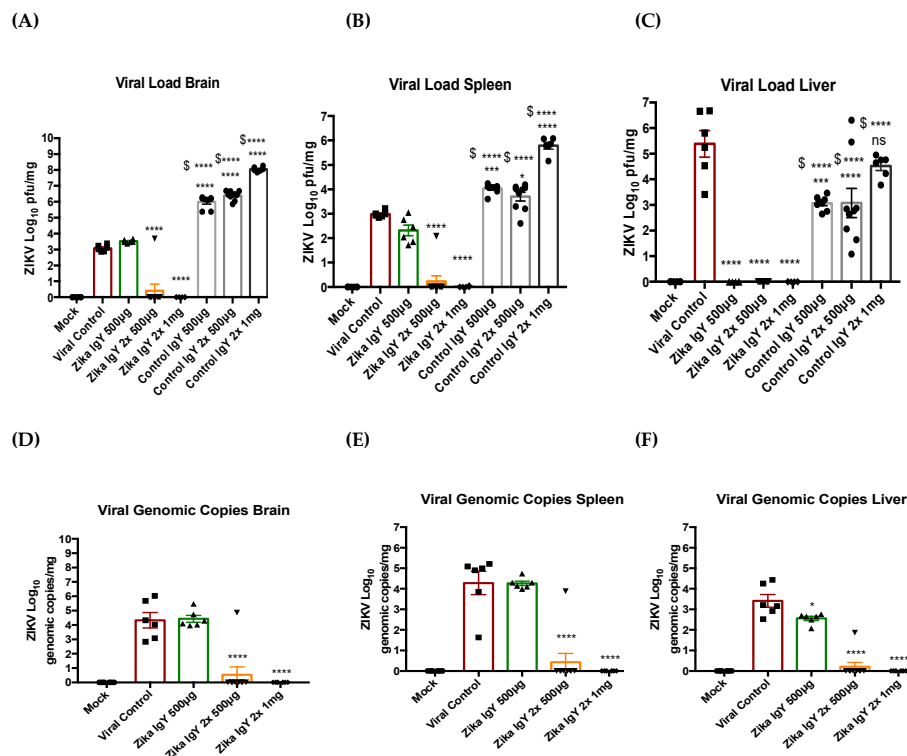 (A)
(B)
(C)
Viral Load Brain
ZIKV Log10 pfu/mg
10
9
8
7
6
5
4
3
2
1
0
****
****
$ ****
****
$ ****
****
$ ****
****
Mock
Viral Control
Zika IgY 500µg
Zika IgY 2x 500µg
Zika IgY 2x 1mg
Control IgY 500µg
Control IgY 2x 500µg
Control IgY 2x 1mg
Viral Load Spleen
ZIKV Log10 pfu/mg
7
6
5
4
3
2
1
0
****
****
$ ****
***
$ ****
*
$ ****
****
Mock
Viral Control
Zika IgY 500µg
Zika IgY 2x 500µg
Zika IgY 2x 1mg
Control IgY 500µg
Control IgY 2x 500µg
Control IgY 2x 1mg
Viral Load Liver
ZIKV Log10 pfu/mg
7
6
5
4
3
2
1
0
****
****
****
$ ****
***
$ ****
****
$ ****
ns
Mock
Viral Control
Zika IgY 500µg
Zika IgY 2x 500µg
Zika IgY 2x 1mg
Control IgY 500µg
Control IgY 2x 500µg
Control IgY 2x 1mg
(D)
(E)
(F)
Viral Genomic Copies Brain
ZIKV Log10
genomic copies/mg
10
9
8
7
6
5
4
3
2
1
0
****
****
Mock
Viral Control
Zika IgY 500µg
Zika IgY 2x 500µg
Zika IgY 2x 1mg
Viral Genomic Copies Spleen
ZIKV Log10
genomic copies/mg
7
6
5
4
3
2
1
0
****
****
Mock
Viral Control
Zika IgY 500µg
Zika IgY 2x 500µg
Zika IgY 2x 1mg
Viral Genomic Copies Liver
ZIKV Log10
genomic copies/mg
7
6
5
4
3
2
1
0
*
****
****
Mock
Viral Control
Zika IgY 500µg
Zika IgY 2x 500µg
Zika IgY 2x 1mg